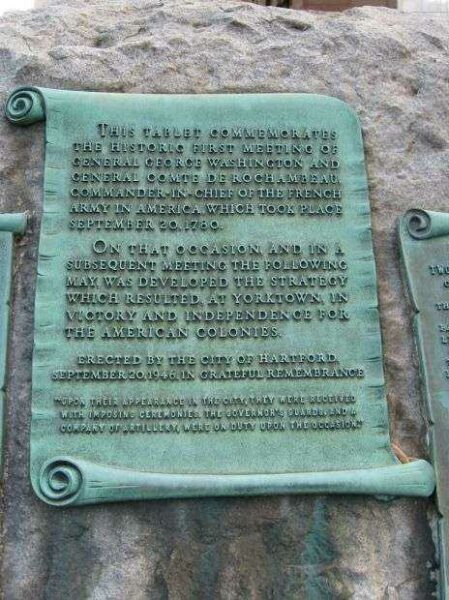 THIS TABLET COMMEMORATES
THE HISTORIC FIRST MEETING OF
GENERAL GEORGE WASHINGTON AND
GENERAL COMTE DE ROCHAMBEAU,
COMMANDER-IN-CHIEF OF THE FRENCH
ARMY IN AMERICA, WHICH TOOK PLACE
SEPTEMBER 20, 1780.
ON THAT OCCASION, AND IN A
SUBSEQUENT MEETING THE FOLLOWING
MAY, WAS DEVELOPED THE STRATEGY
WHICH RESULTED, AT YORKTOWN, IN
VICTORY AND INDEPENDENCE FOR
THE AMERICAN COLONIES.
ERECTED BY THE CITY OF HARTFORD,
SEPTEMBER 20, 1946, IN GRATEFUL REMEMBRANCE
"UPON THEIR APPEARANCE IN THE CITY, THEY WERE RECEIVED
WITH IMPOSING CEREMONIES. THE GOVERNOR'S GUARDS, AND A
COMPANY OF ARTILLERY, WERE ON DUTY UPON THE OCCASION."